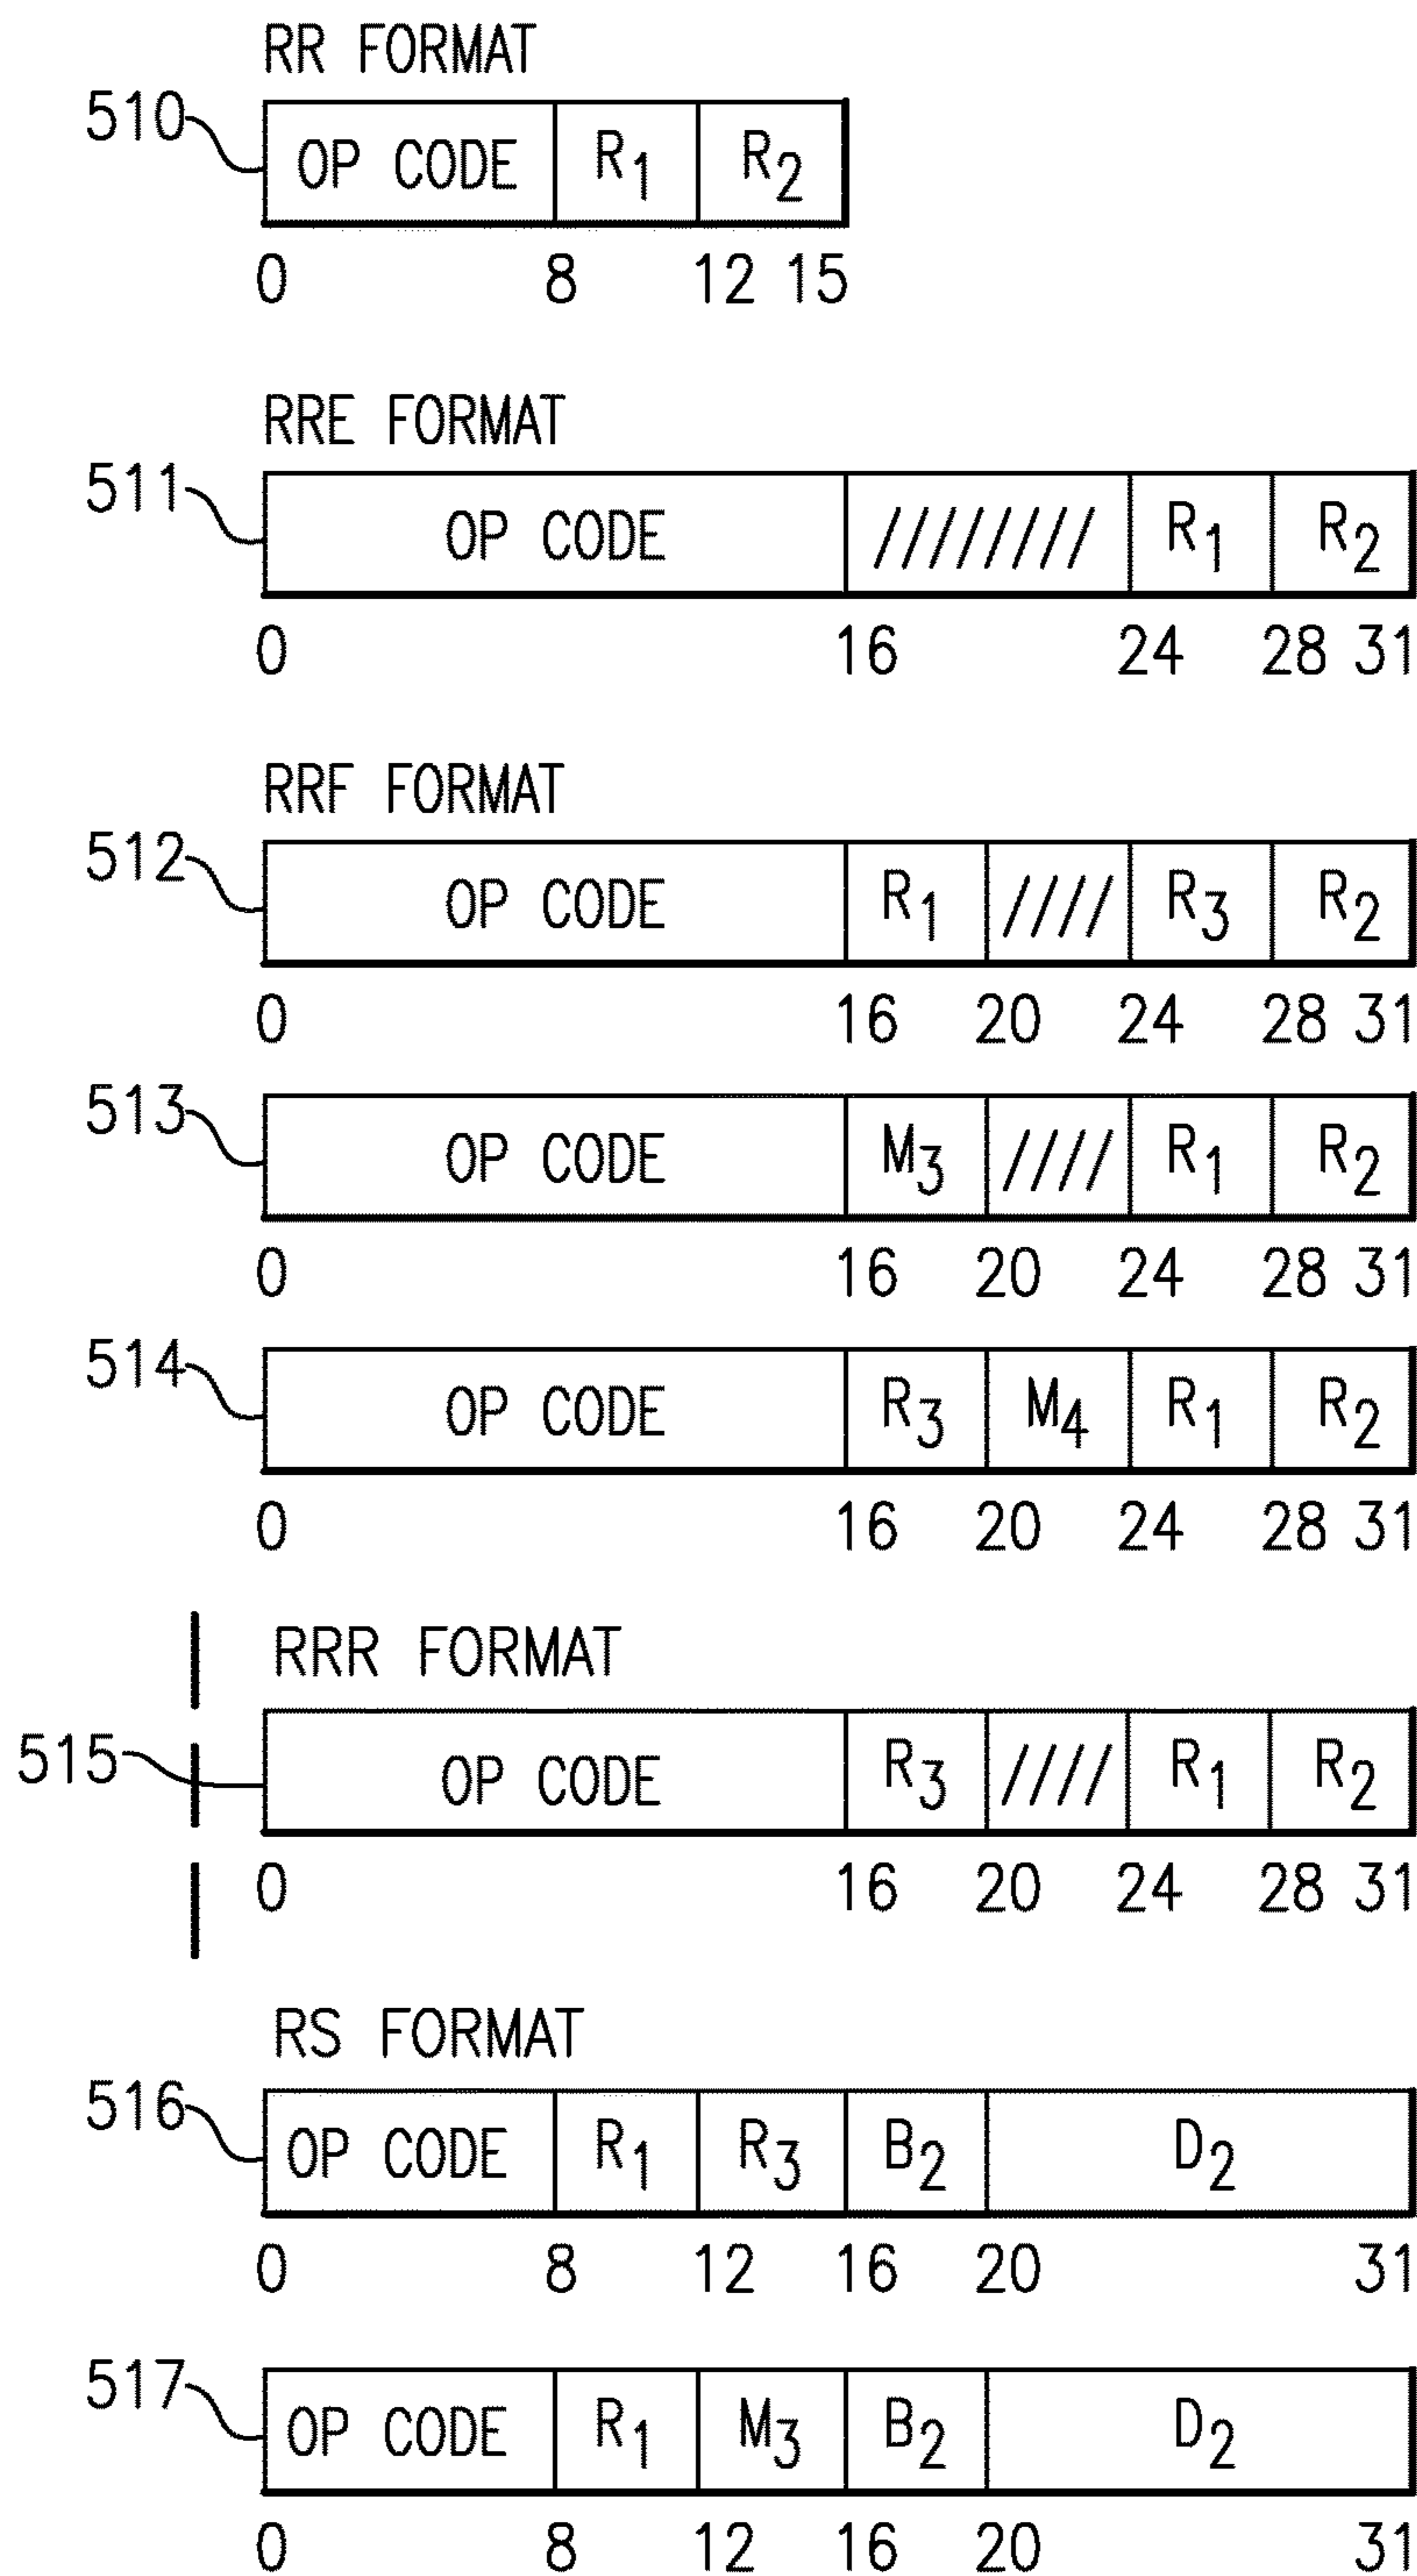 RR FORMAT
510 OP CODE R1 R2
0 8 12 15
RRE FORMAT
511 OP CODE //////// R1 R2
0 16 24 28 31
RRF FORMAT
512 OP CODE R1 //// R3 R2
0 16 20 24 28 31
513 OP CODE M3 //// R1 R2
0 16 20 24 28 31
514 OP CODE R3 M4 R1 R2
0 16 20 24 28 31
RRR FORMAT
515 OP CODE R3 //// R1 R2
0 16 20 24 28 31
RS FORMAT
516 OP CODE R1 R3 B2 D2
0 8 12 16 20 31
517 OP CODE R1 M3 B2 D2
0 8 12 16 20 31